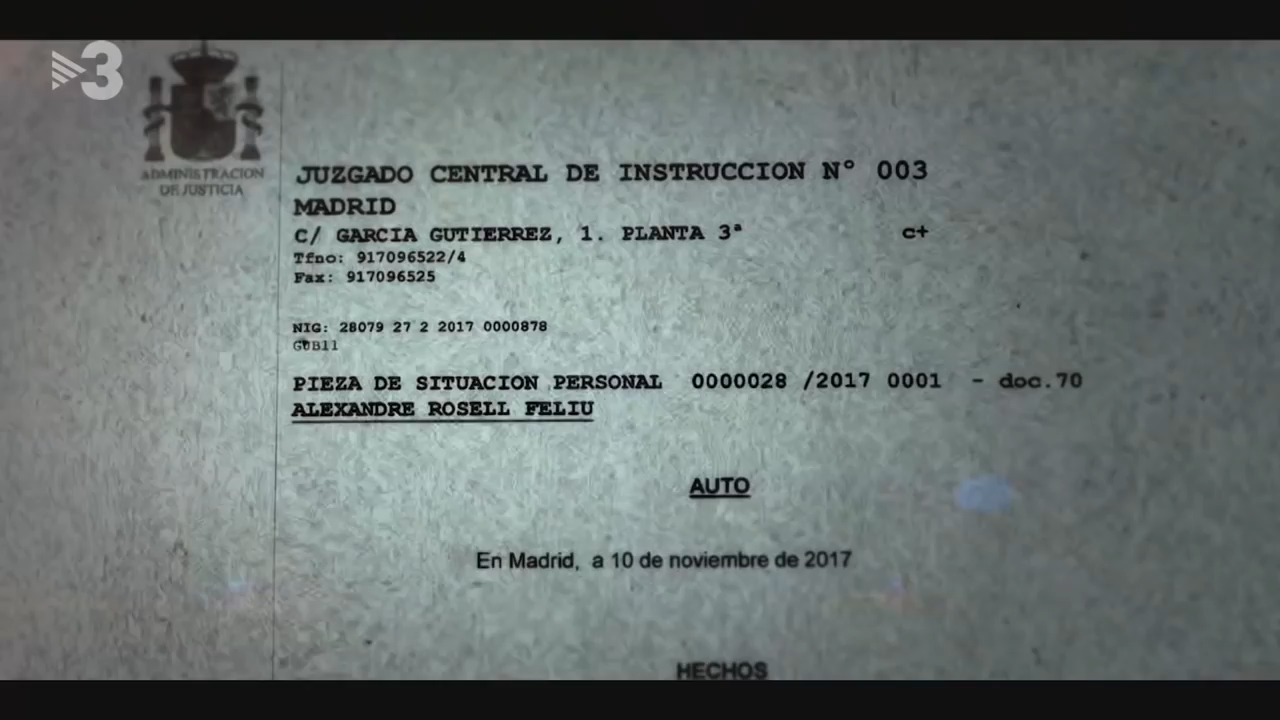 3
ADMINISTRACION
DE JUSTICIA
JUZGADO CENTRAL DE INSTRUCCION Nº 003
MADRID
C/ GARCIA GUTIERREZ, 1. PLANTA 3ª c+
Tfno: 917096522/4
Fax: 917096525
NIG: 28079 27 2 2017 0000878
GUB11
PIEZA DE SITUACION PERSONAL 0000028 /2017 0001 - doc.70
ALEXANDRE ROSELL FELIU
AUTO
En Madrid, a 10 de noviembre de 2017
HECHOS